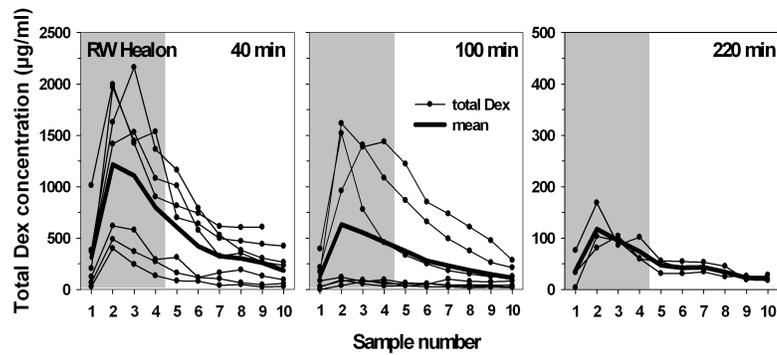 Total Dex concentration (µg/ml)
2500
2000
1500
1000
500
0
RW Healon
40 min
1 2 3 4 5 6 7 8 9 10
100 min
total Dex
mean
1 2 3 4 5 6 7 8 9 10
500
400
300
200
100
0
220 min
1 2 3 4 5 6 7 8 9 10
Sample number